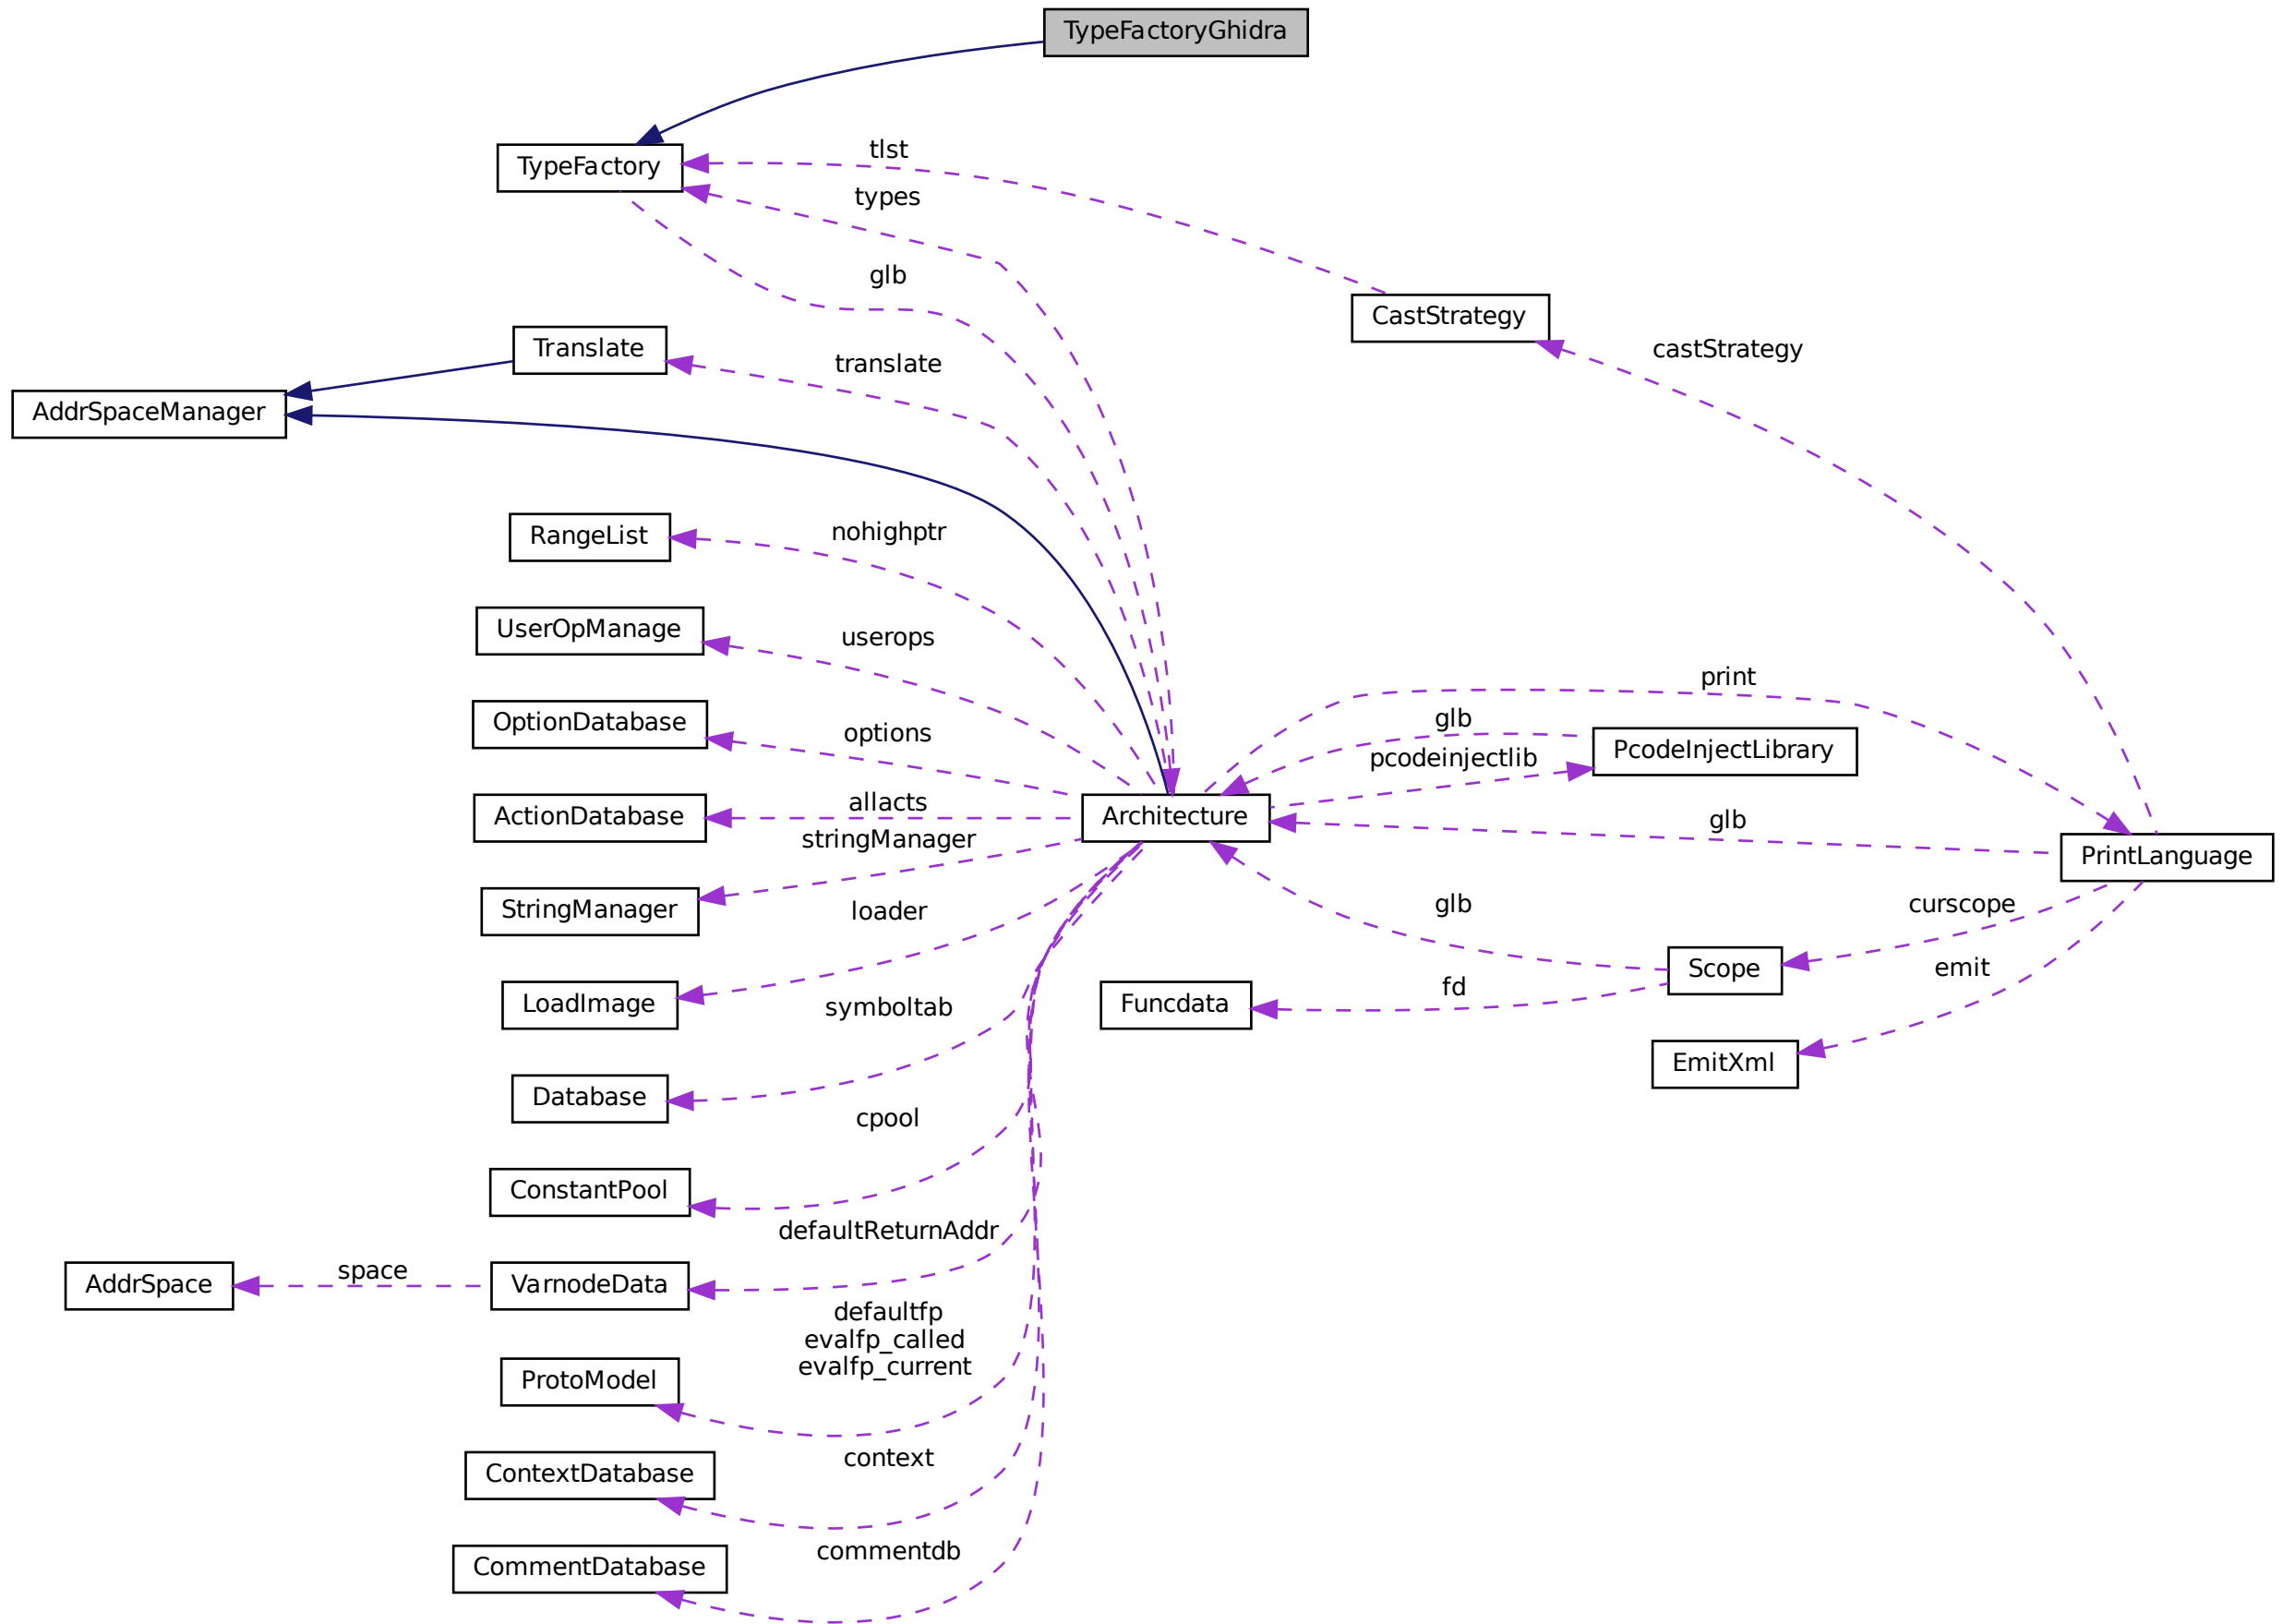 TypeFactoryGhidra
tlst
TypeFactory
types
glb
CastStrategy
Translate
castStrategy
translate
AddrSpaceManager
nohighptr
RangeList
UserOpManage
userops
print
OptionDatabase
options
glb
PcodeInjectLibrary
pcodeinjectlib
allacts
ActionDatabase
Architecture
glb
stringManager
PrintLanguage
StringManager
loader
glb
curscope
Scope
emit
LoadImage
symboltab
Funcdata
fd
EmitXml
Database
cpool
ConstantPool
defaultReturnAddr
AddrSpace
space
VarnodeData
defaultfp
evalfp_called
evalfp_current
ProtoModel
context
ContextDatabase
commentdb
CommentDatabase